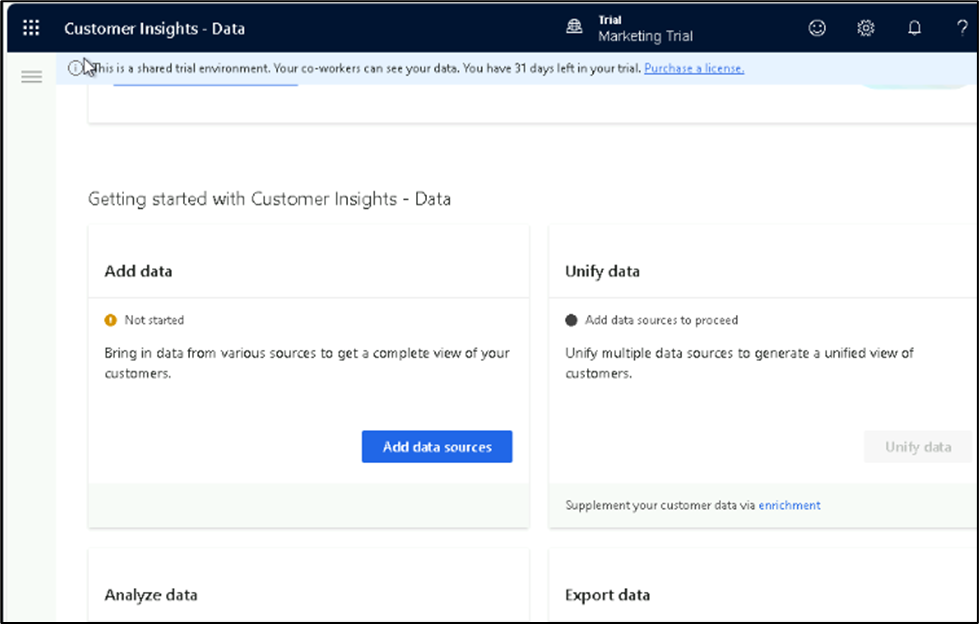 Customer Insights - Data
Trial
Marketing Trial
This is a shared trial environment. Your co-workers can see your data. You have 31 days left in your trial. Purchase a license.
Getting started with Customer Insights - Data
Add data
Not started
Bring in data from various sources to get a complete view of your
customers.
Add data sources
Unify data
Add data sources to proceed
Unify multiple data sources to generate a unified view of
customers.
Unify data
Supplement your customer data via enrichment
Analyze data
Export data